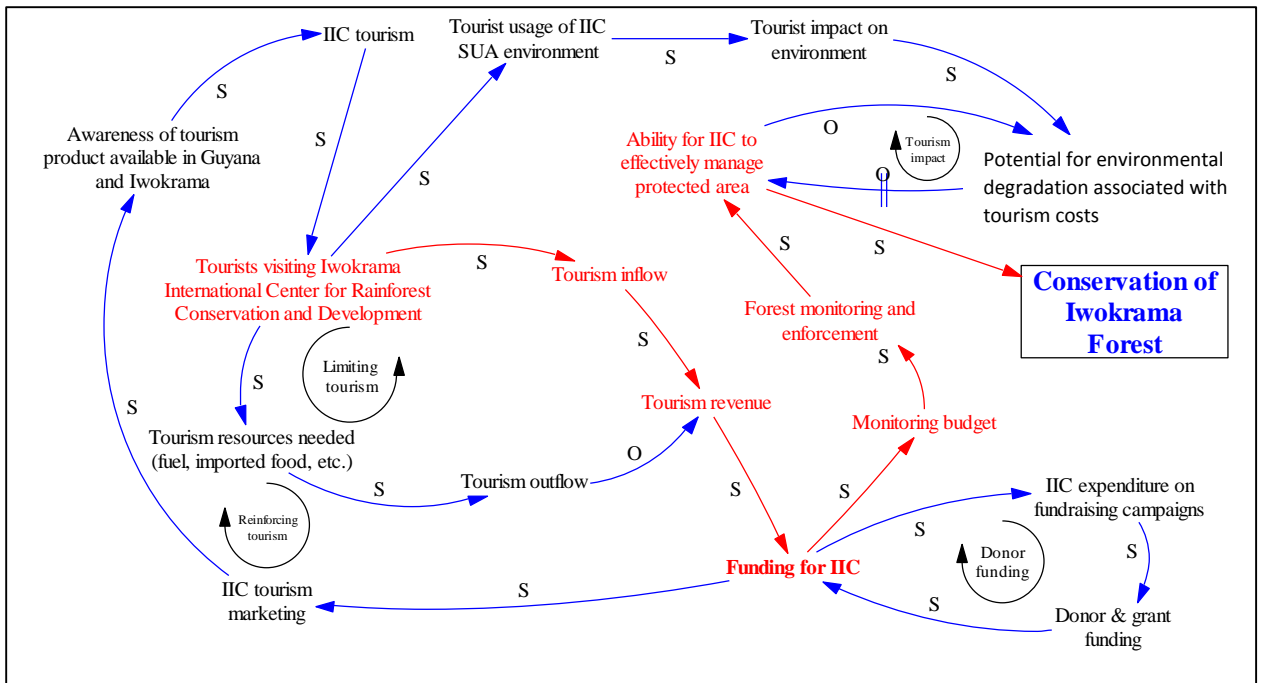 IIC tourism
Tourist usage of IIC
SUA environment
S
Tourist impact on
environment
S
S
S
Awareness of tourism
product available in Guyana
and Iwokrama
S
O
Ability for IIC to
effectively manage
protected area
Tourism
impact
O
Potential for environmental
degradation associated with
tourism costs
S
S
S
Tourists visiting Iwokrama
International Center for Rainforest
Conservation and Development
S
Tourism inflow
Conservation of
Iwokrama
Forest
Forest monitoring and
enforcement
S
S
Limiting
tourism
S
Tourism revenue
Monitoring budget
S
Tourism resources needed
(fuel, imported food, etc.)
O
S
Tourism outflow
S
S
IIC expenditure on
fundraising campaigns
Reinforcing
tourism
S
S
Donor
funding
Funding for IIC
IIC tourism
marketing
S
S
Donor & grant
funding